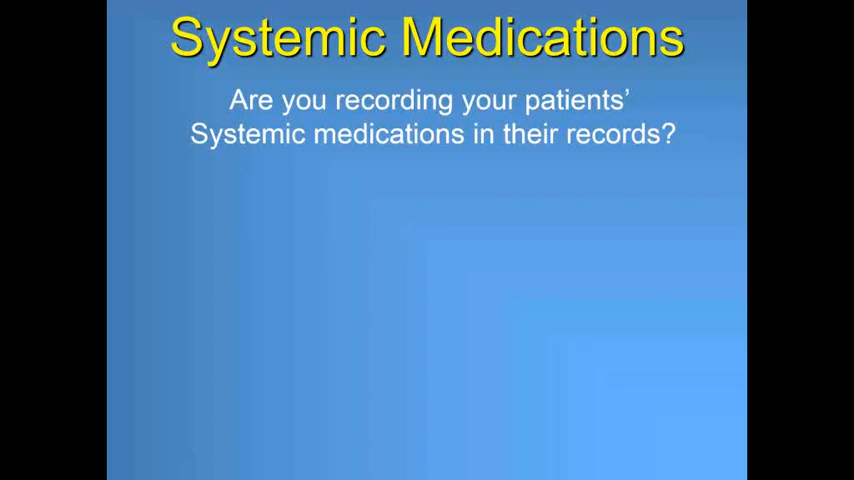 Systemic Medications
Are you recording your patients’
Systemic medications in their records?